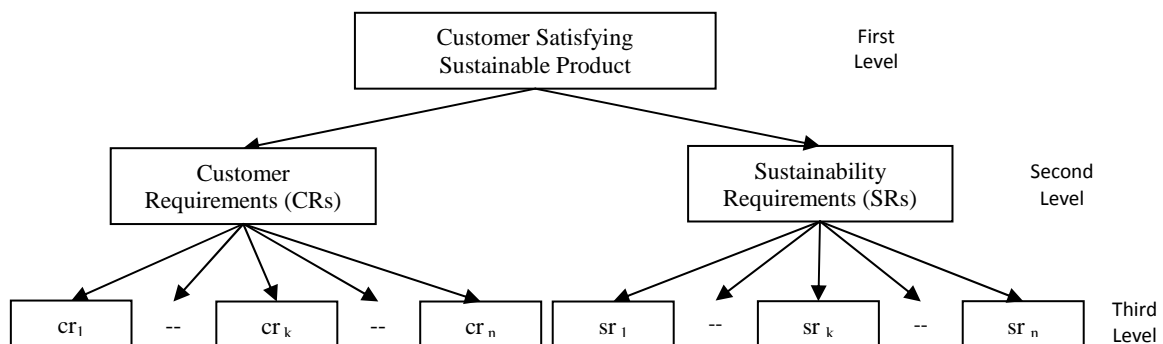 Customer Satisfying
Sustainable Product
First
Level
Customer
Requirements (CRs)
Sustainability
Requirements (SRs)
Second
Level
cr1 -- cr k -- cr n sr 1 -- sr k -- sr n
Third
Level